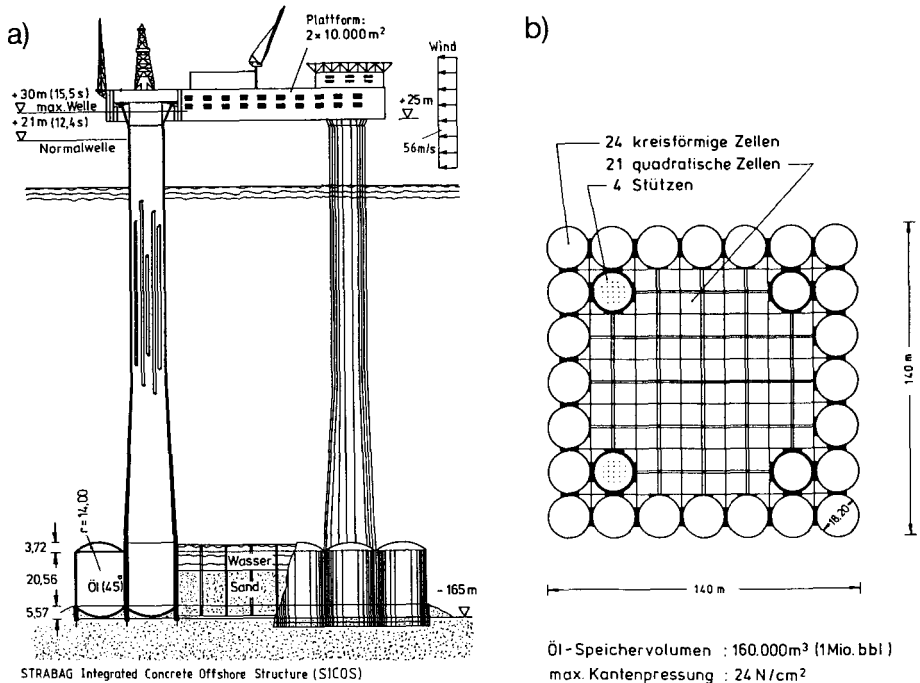 a)
Plattform:
2 x 10.000 m²
Wind
+30m (15,5 s)
max. Welle
+21m (12,4 s)
Normalwelle
+25 m
56m/s
r = 14,00
3,72
20,56
5,57
Öl (45°
Wasser
Sand
-165 m
STRABAG Integrated Concrete Offshore Structure (SICOS)
b)
24 kreisförmige Zellen
21 quadratische Zellen
4 Stützen
140 m
18,20
140 m
Öl-Speichervolumen : 160.000m³ (1Mio. bbl)
max. Kantenpressung : 24 N/cm²